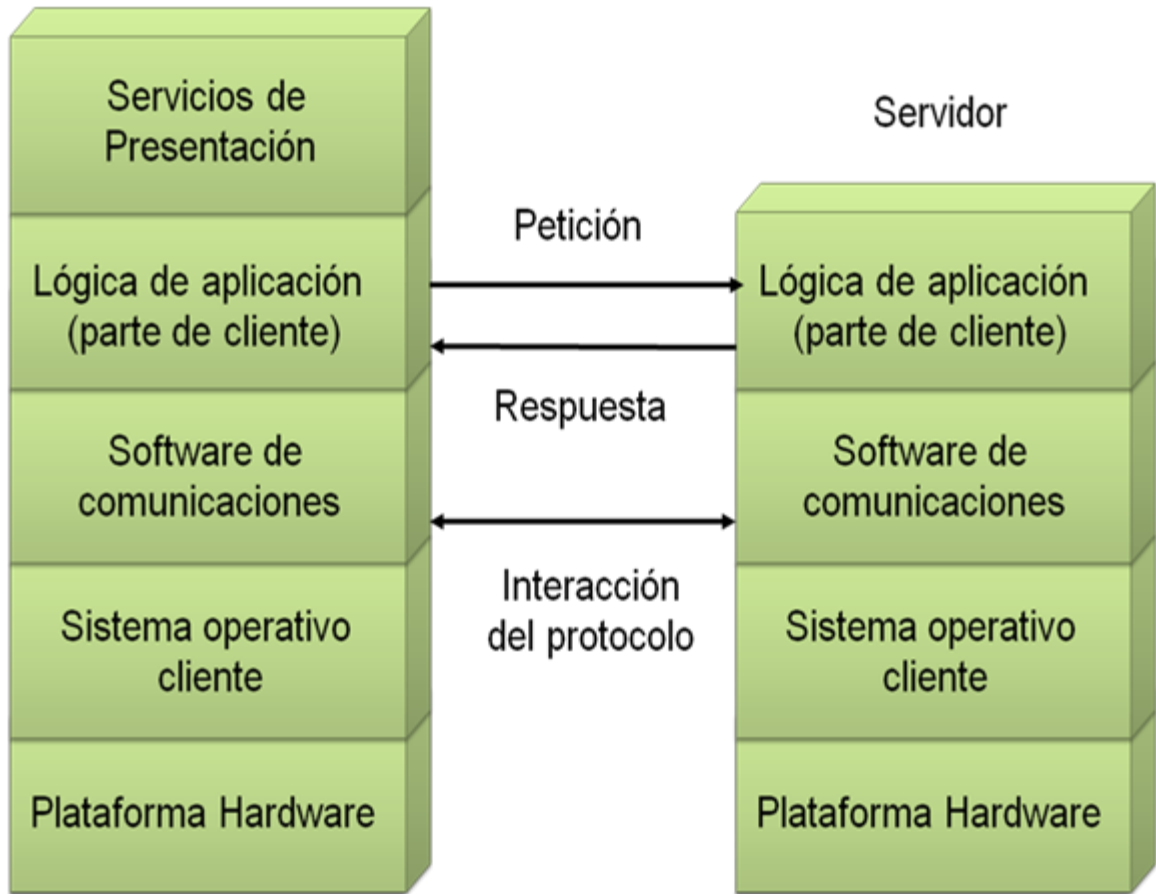 Servicios de
Presentación
Lógica de aplicación
(parte de cliente)
Software de
comunicaciones
Sistema operativo
cliente
Plataforma Hardware
Petición
Respuesta
Interacción
del protocolo
Servidor
Lógica de aplicación
(parte de cliente)
Software de
comunicaciones
Sistema operativo
cliente
Plataforma Hardware